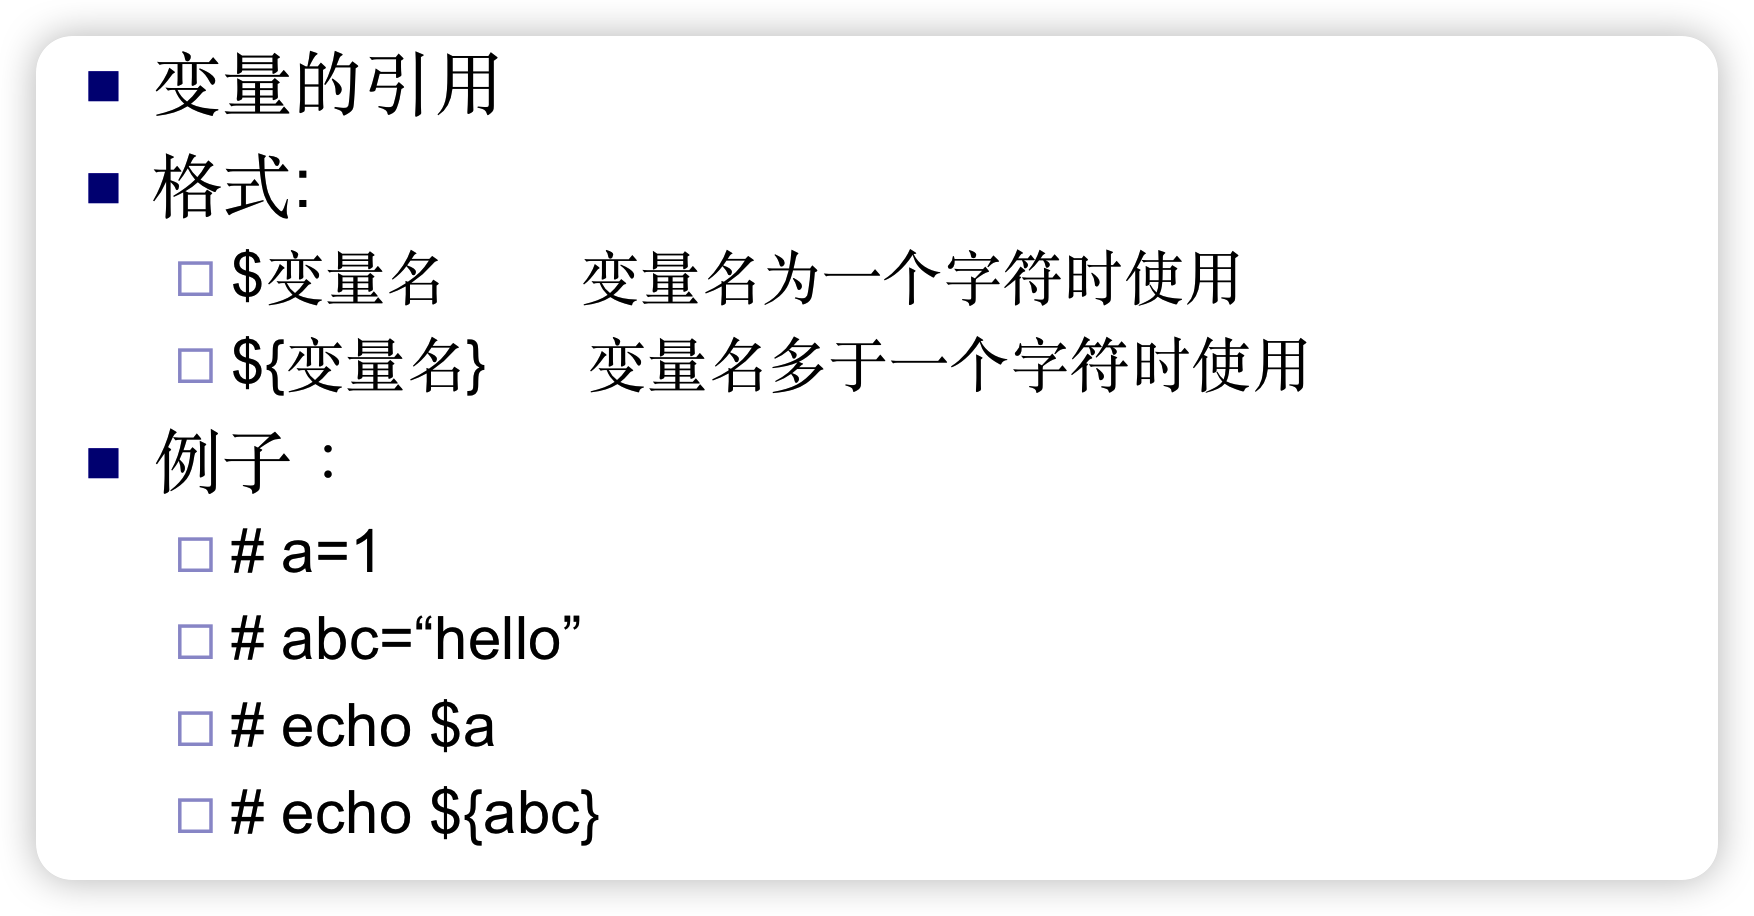 变量的引用
格式:
$变量名 变量名为一个字符时使用
${变量名} 变量名多于一个字符时使用
例子：
# a=1
# abc=“hello”
# echo $a
# echo ${abc}